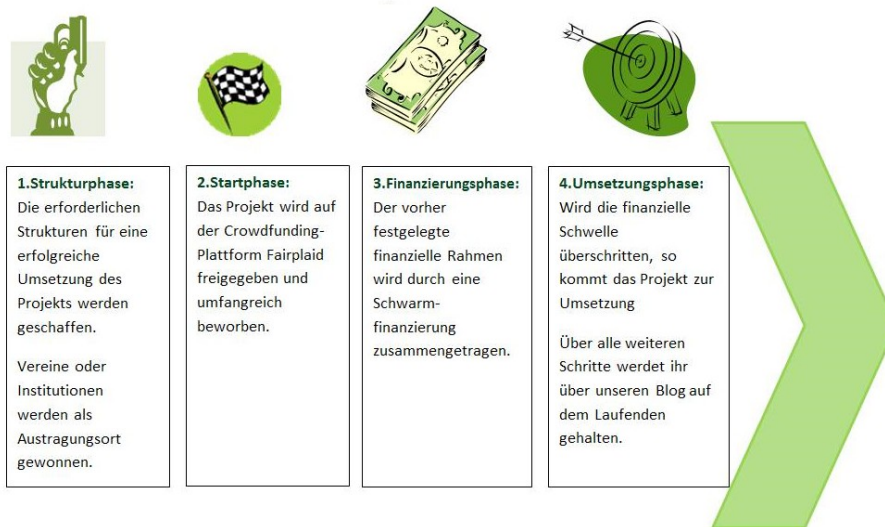 1.Strukturphase:
Die erforderlichen
Strukturen für eine
erfolgreiche
Umsetzung des
Projekts werden
geschaffen.
Vereine oder
Institutionen
werden als
Austragungsort
gewonnen.
2.Startphase:
Das Projekt wird auf
der Crowdfunding-
Plattform Fairplaid
freigegeben und
umfangreich
beworben.
3.Finanzierungsphase:
Der vorher
festgelegte
finanzielle Rahmen
wird durch eine
Schwarm-
finanzierung
zusammengetragen.
4.Umsetzungsphase:
Wird die finanzielle
Schwelle
überschritten, so
kommt das Projekt zur
Umsetzung
Über alle weiteren
Schritte werdet ihr
über unseren Blog auf
dem Laufenden
gehalten.